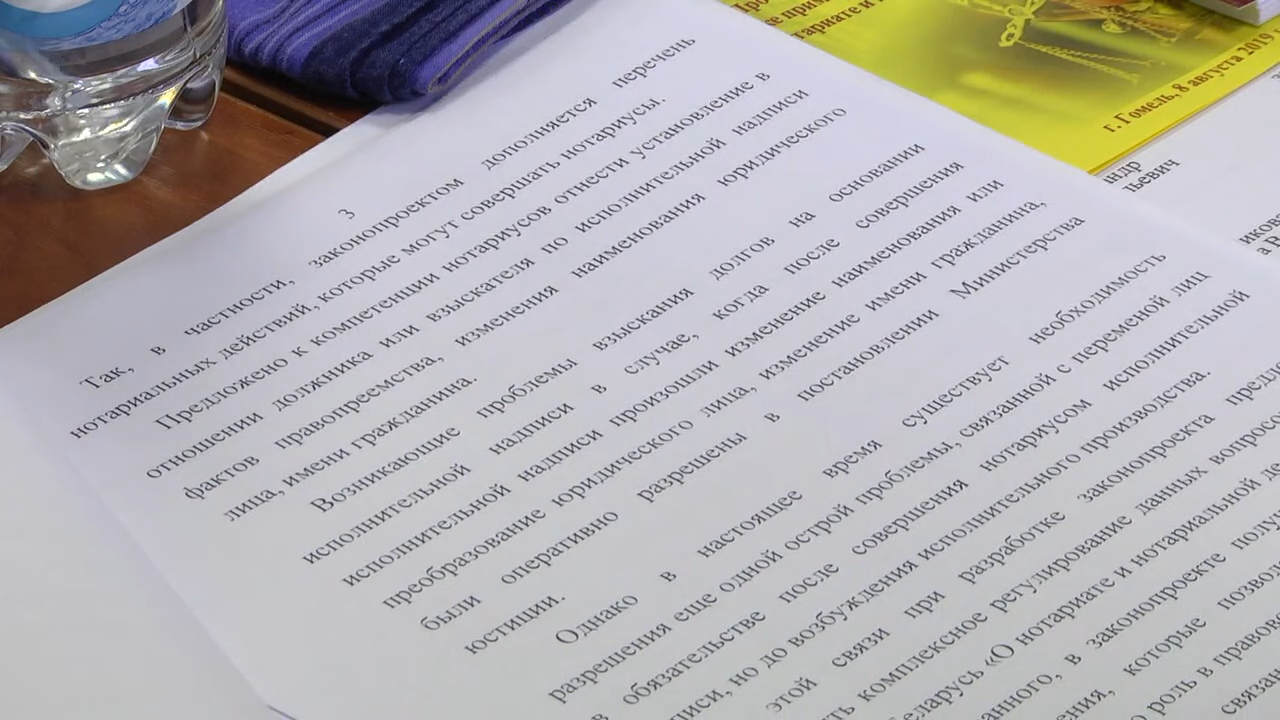 3
Так, в частности, законопроектом дополняется перечень
нотариальных действий, которые могут совершать нотариусы.
Предложено к компетенции нотариусов отнести установление в
отношении должника или взыскателя по исполнительной надписи
фактов правопреемства, изменения наименования юридического
лица, имени гражданина.
Возникающие проблемы взыскания долгов на основании
исполнительной надписи в случае, когда после совершения
исполнительной надписи произошли изменение наименования или
преобразование юридического лица, изменение имени гражданина,
были оперативно разрешены в постановлении Министерства
юстиции.
Однако в настоящее время существует необходимость
разрешения еще одной острой проблемы, связанной с переменой лиц
в обязательстве после совершения нотариусом исполнительной
писи, но до возбуждения исполнительного производства.
этой связи при разработке законопроекта
комплексное регулирование данных
Беларусь «О нотариате и нотариальной
в законопроекте
которые
роль в
г. Гомель, 8 августа 2019